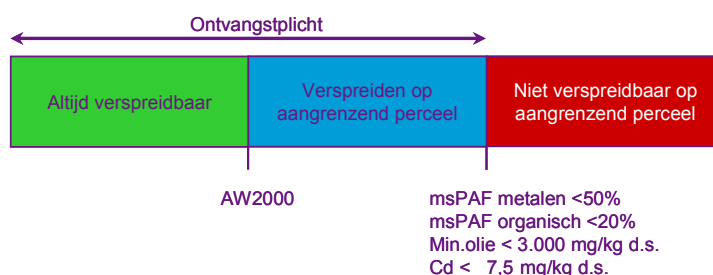 Ontvangstplicht
Altijd verspreidbaar
Verspreiden op
aangrenzend perceel
Niet verspreidbaar op
aangrenzend perceel
AW2000
msPAF metalen <50%
msPAF organisch <20%
Min.olie < 3.000 mg/kg d.s.
Cd < 7,5 mg/kg d.s.